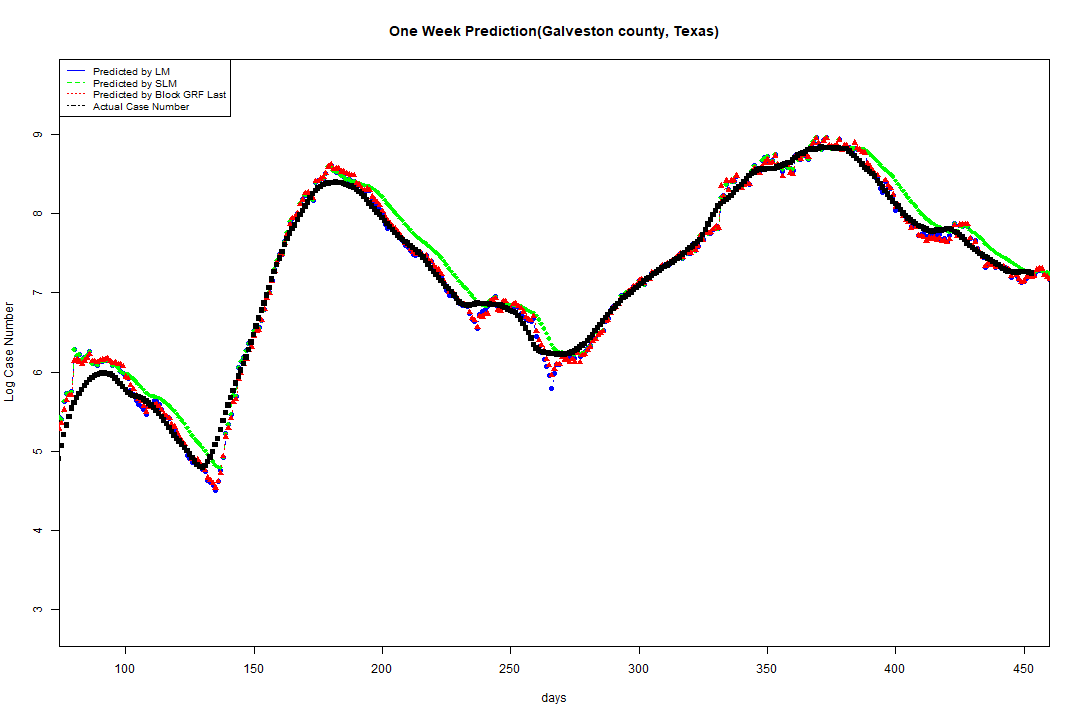 One Week Prediction(Galveston county, Texas)
Predicted by LM
Predicted by SLM
Predicted by Block GRF Last
Actual Case Number
9
8
7
6
5
4
3
Log Case Number
100 150 200 250 300 350 400 450
days